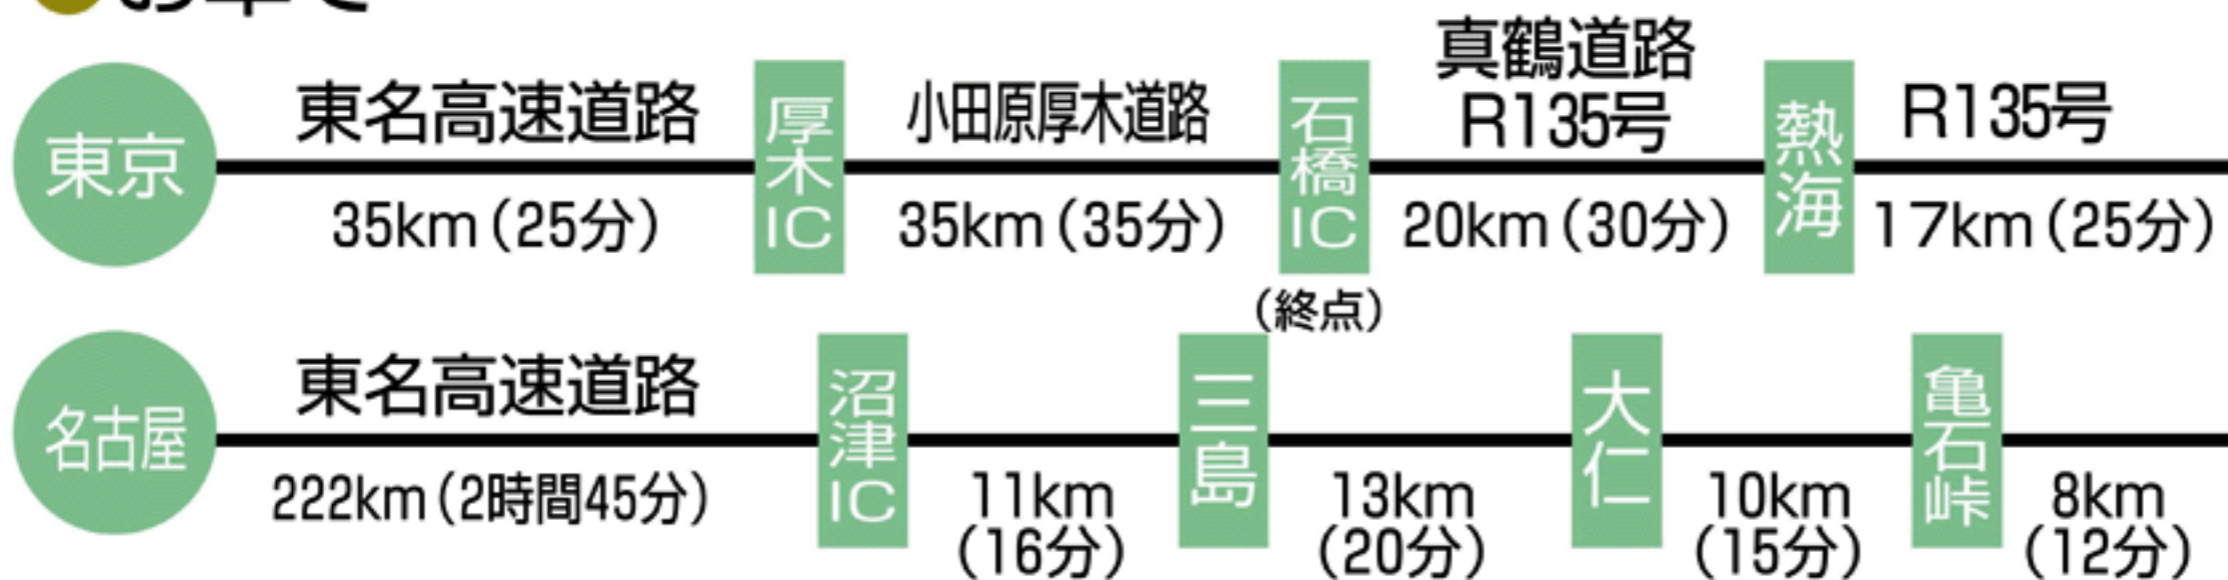 お車で
真鶴道路
東京 東名高速道路 厚木IC 小田原厚木道路 石橋IC R135号 熱海 R135号
35km(25分) 35km(35分) 20km(30分) 17km(25分)
(終点)
名古屋 東名高速道路 沼津IC 三島 大仁 亀石峠
222km(2時間45分) 11km 13km 10km 8km
(16分) (20分) (15分) (12分)